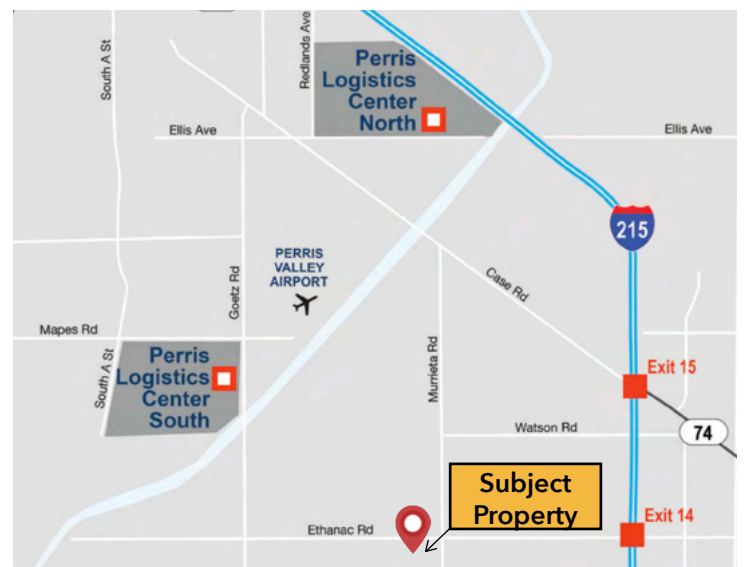 South A St
Redlands Ave
Perris
Logistics
Center
North
Ellis Ave
Ellis Ave
215
PERRIS
VALLEY
AIRPORT
Goetz Rd
Case Rd
Mapes Rd
Murrieta Rd
South A St
Perris
Logistics
Center
South
Exit 15
Watson Rd
74
Subject
Property
Ethanac Rd
Exit 14